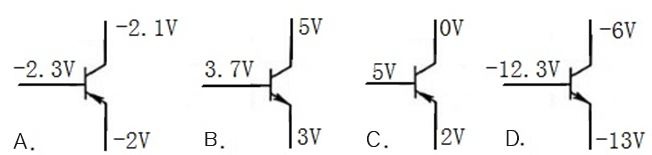 -2.1V 5V 0V -6V
-2.3V 3.7V 5V -12.3V
A. -2V B. 3V C. 2V D. -13V